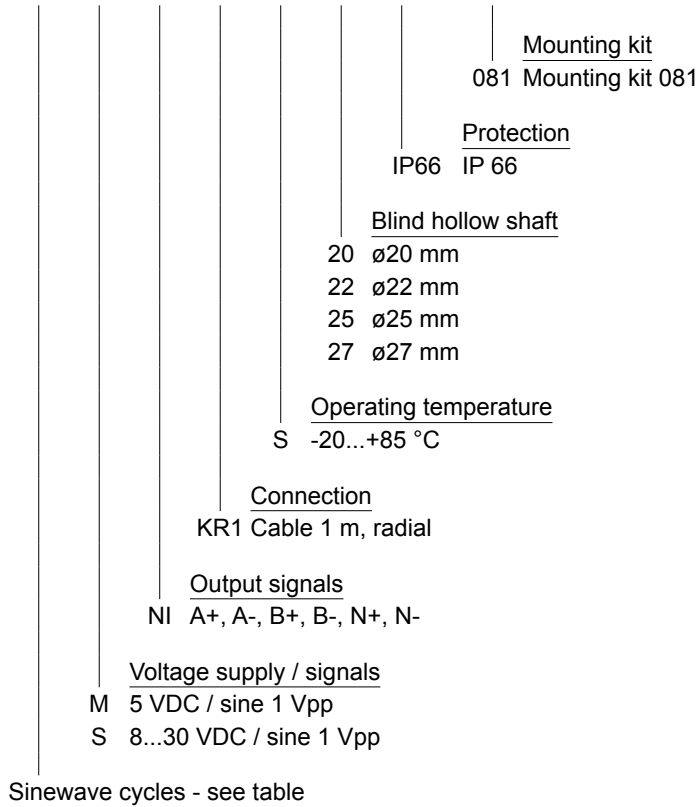 Mounting kit
081 Mounting kit 081
Protection
IP66 IP 66
Blind hollow shaft
20 ø20 mm
22 ø22 mm
25 ø25 mm
27 ø27 mm
Operating temperature
S -20...+85 °C
Connection
KR1 Cable 1 m, radial
Output signals
NI A+, A-, B+, B-, N+, N-
Voltage supply / signals
M 5 VDC / sine 1 Vpp
S 8...30 VDC / sine 1 Vpp
Sinewave cycles - see table